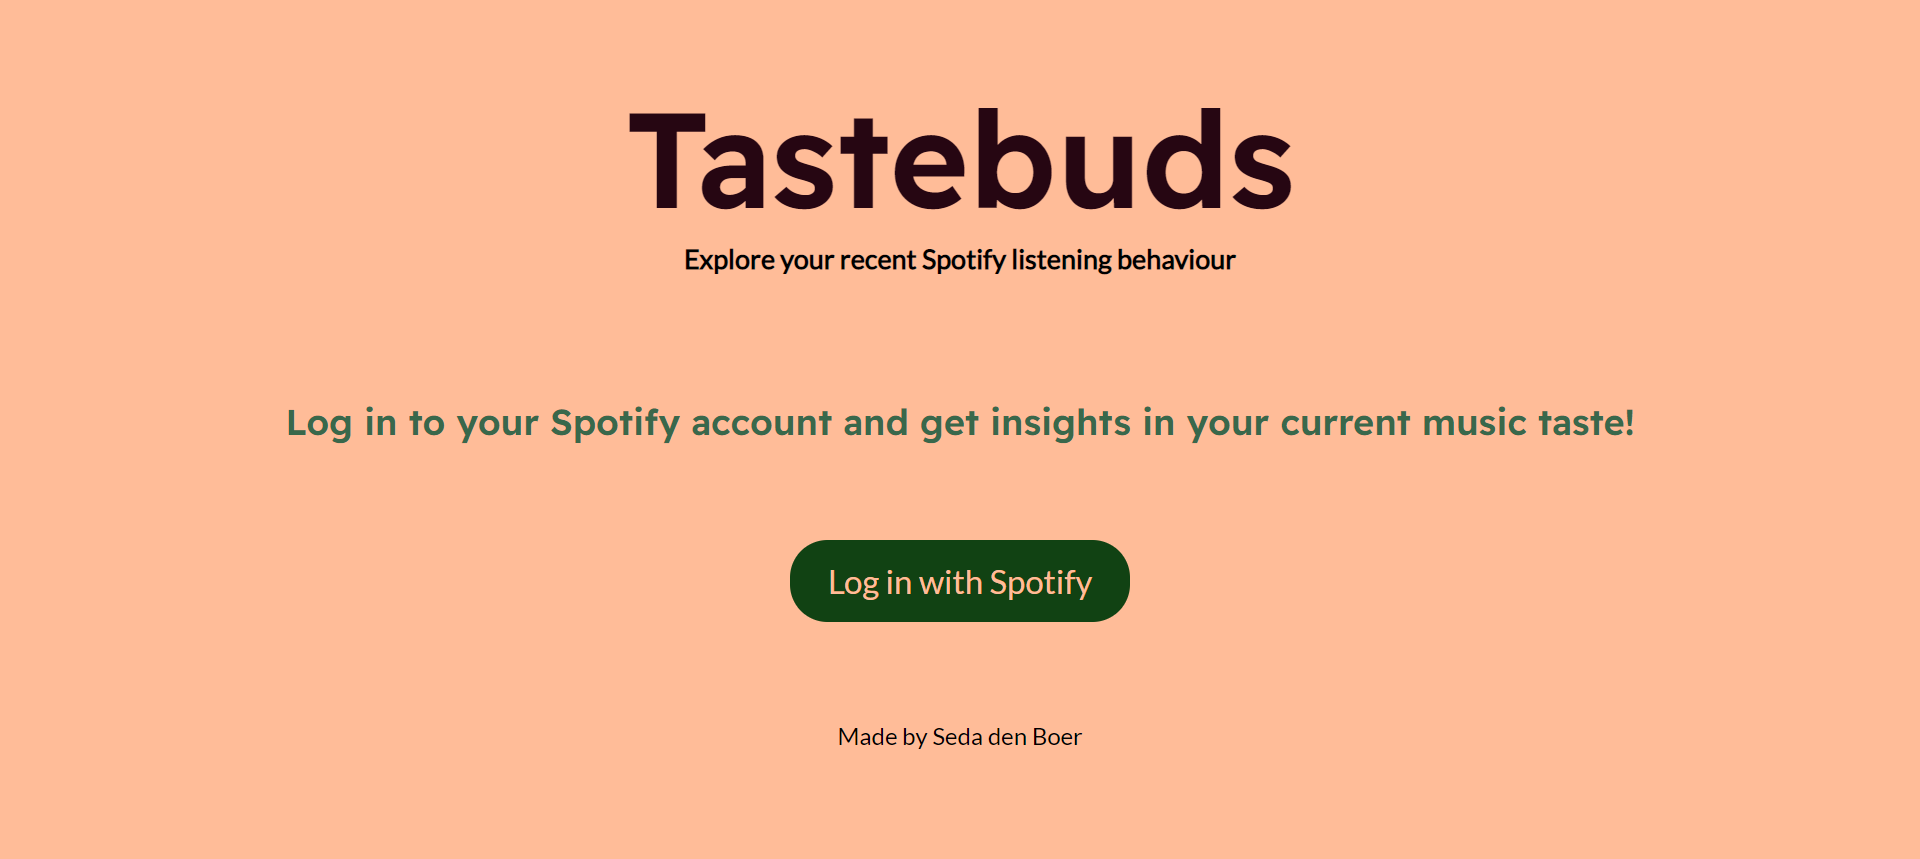 Tastebuds
Explore your recent Spotify listening behaviour
Log in to your Spotify account and get insights in your current music taste!
Log in with Spotify
Made by Seda den Boer